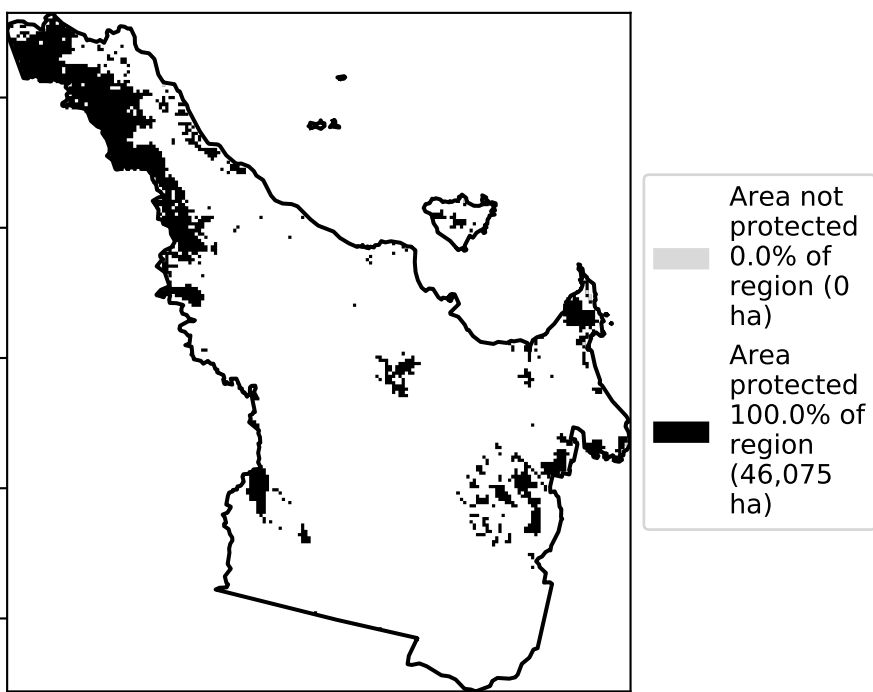 Area not
protected
0.0% of
region (0
ha)
Area
protected
100.0% of
region
(46,075
ha)